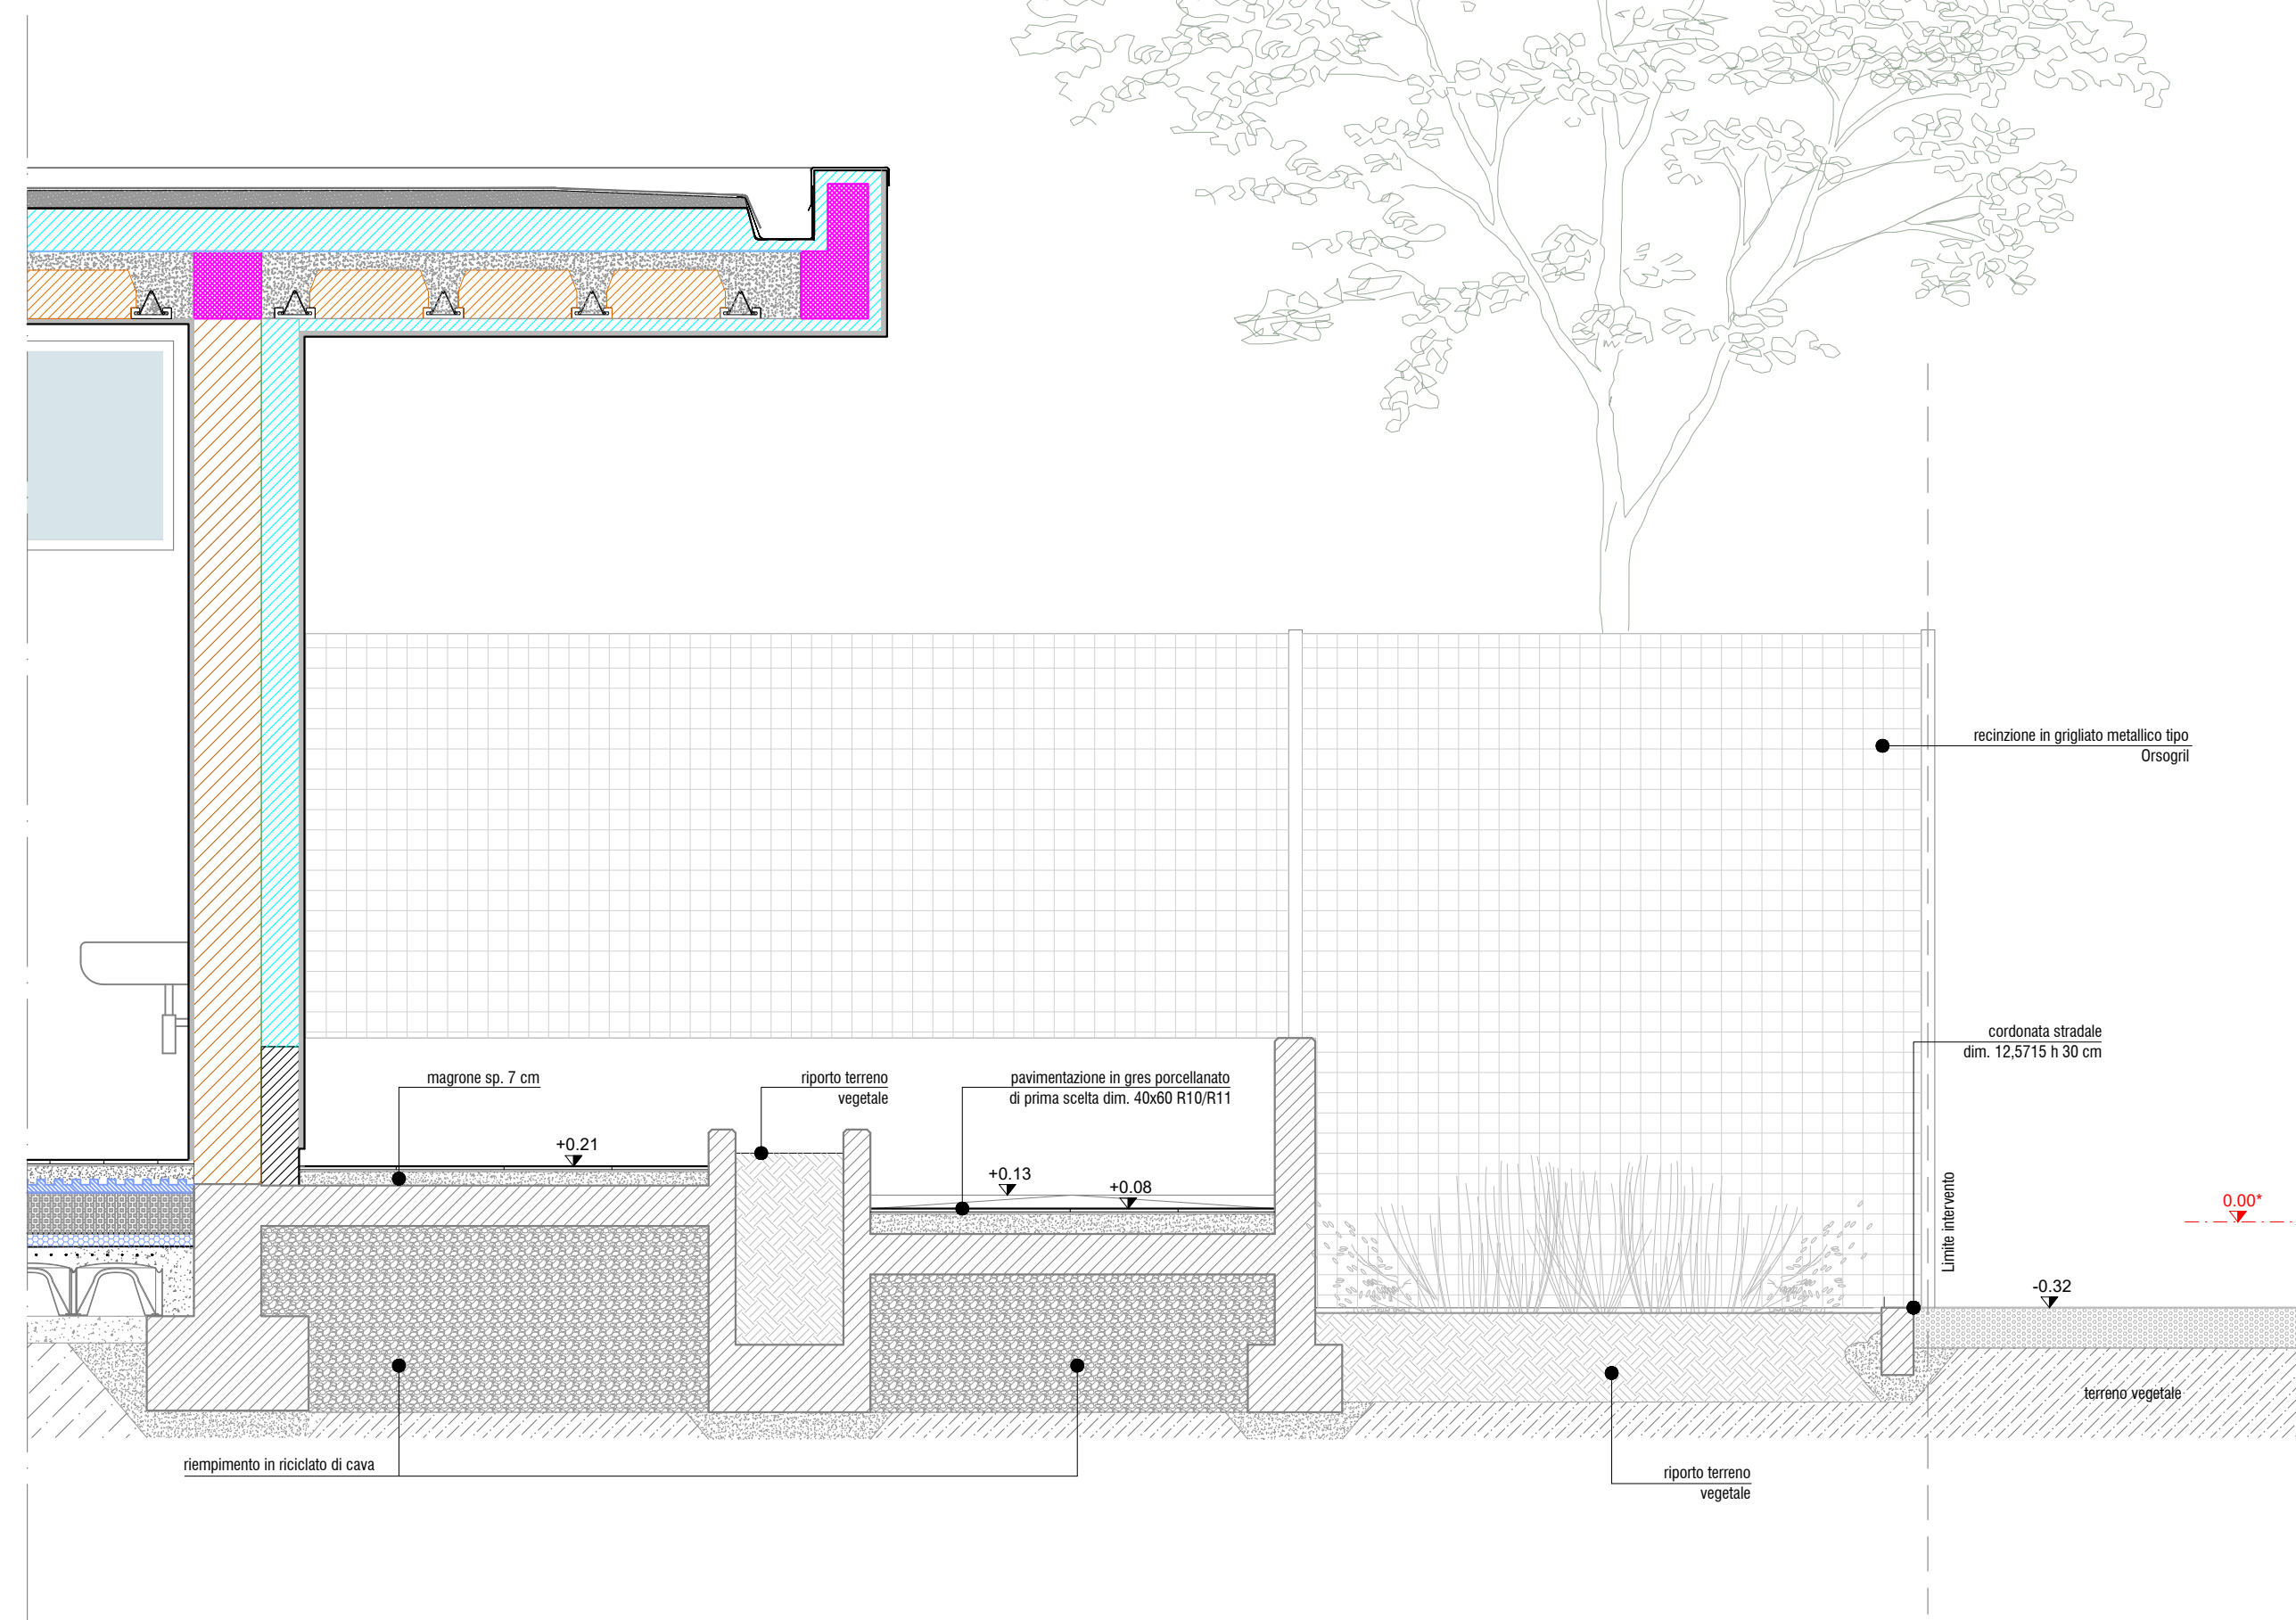 recinzione in grigliato metallico tipo
Orsogril
cordonata stradale
dim. 12,5715 h 30 cm
magrone sp. 7 cm
riporto terreno
vegetale
pavimentazione in gres porcellanato
di prima scelta dim. 40x60 R10/R11
+0.21
+0.13
+0.08
Limite intervento
0.00*
-0.32
terreno vegetale
riempimento in riciclato di cava
riporto terreno
vegetale